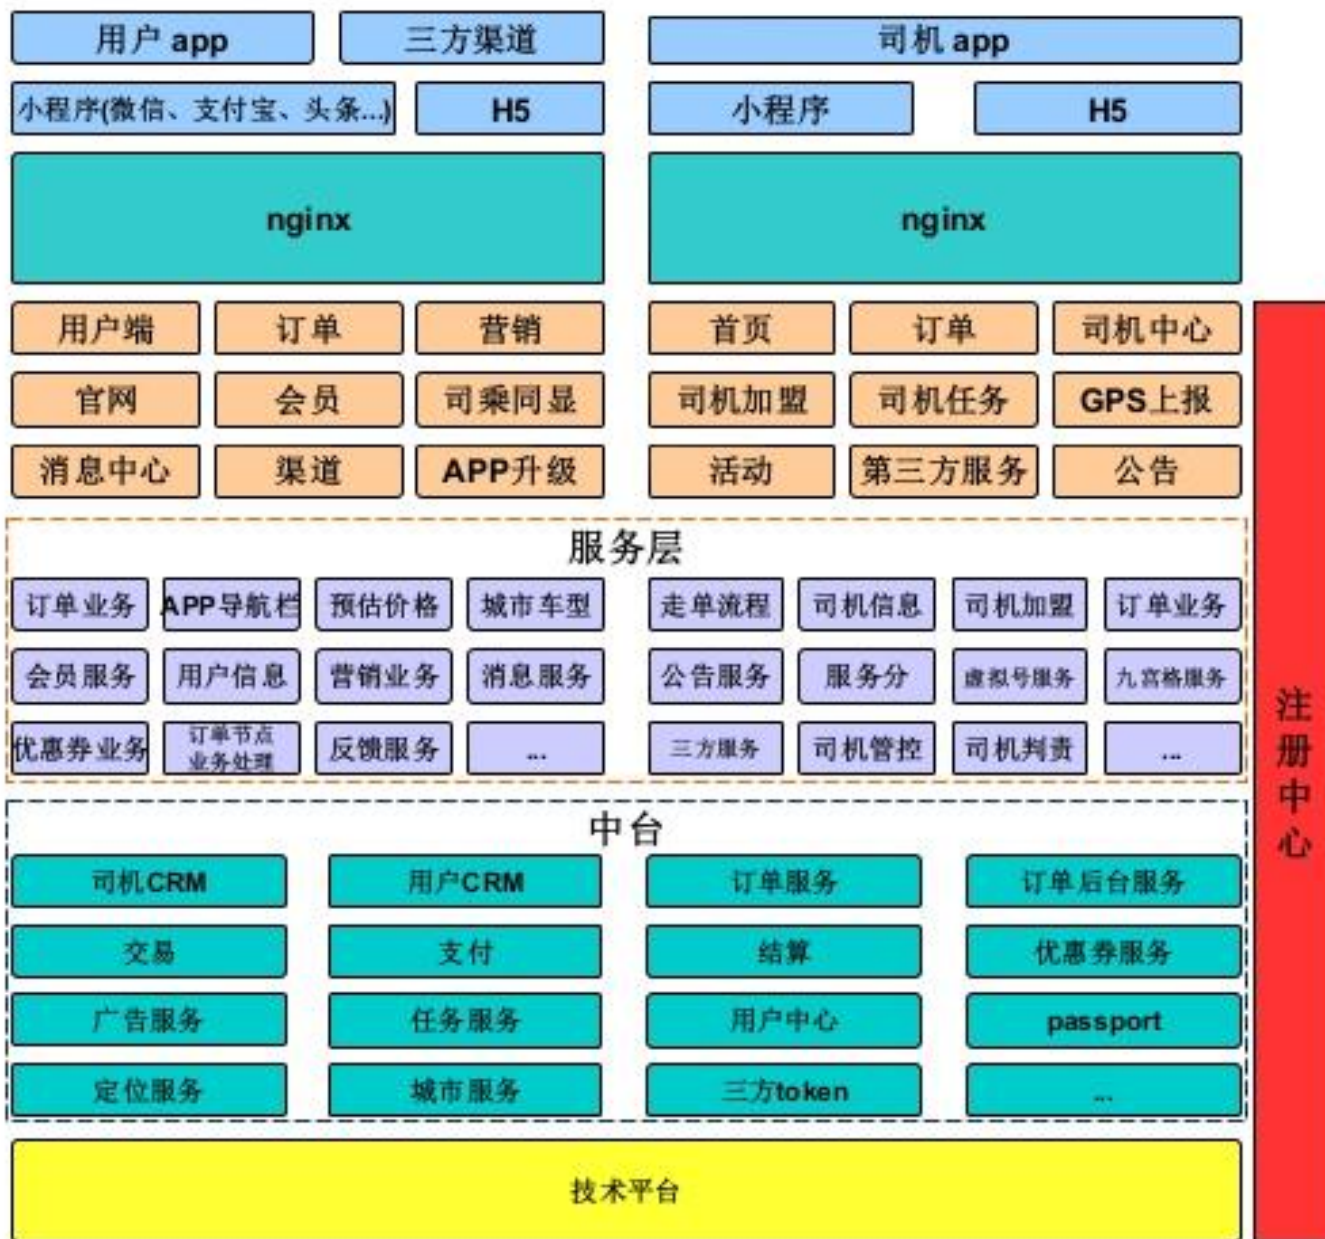 用户 app
三方渠道
司机 app
小程序(微信、支付宝、头条...)
H5
小程序
H5
nginx
nginx
用户端
订单
营销
首页
订单
司机中心
官网
会员
司乘同显
司机加盟
司机任务
GPS上报
消息中心
渠道
APP升级
活动
第三方服务
公告
服务层
订单业务
APP导航栏
预估价格
城市车型
走单流程
司机信息
司机加盟
订单业务
会员服务
用户信息
营销业务
消息服务
公告服务
服务分
虚拟号服务
九宫格服务
优惠券业务
订单节点
业务处理
反馈服务
...
三方服务
司机管控
司机判责
...
注册中心
中台
司机CRM
用户CRM
订单服务
订单后台服务
交易
支付
结算
优惠券服务
广告服务
任务服务
用户中心
passport
定位服务
城市服务
三方token
...
技术平台